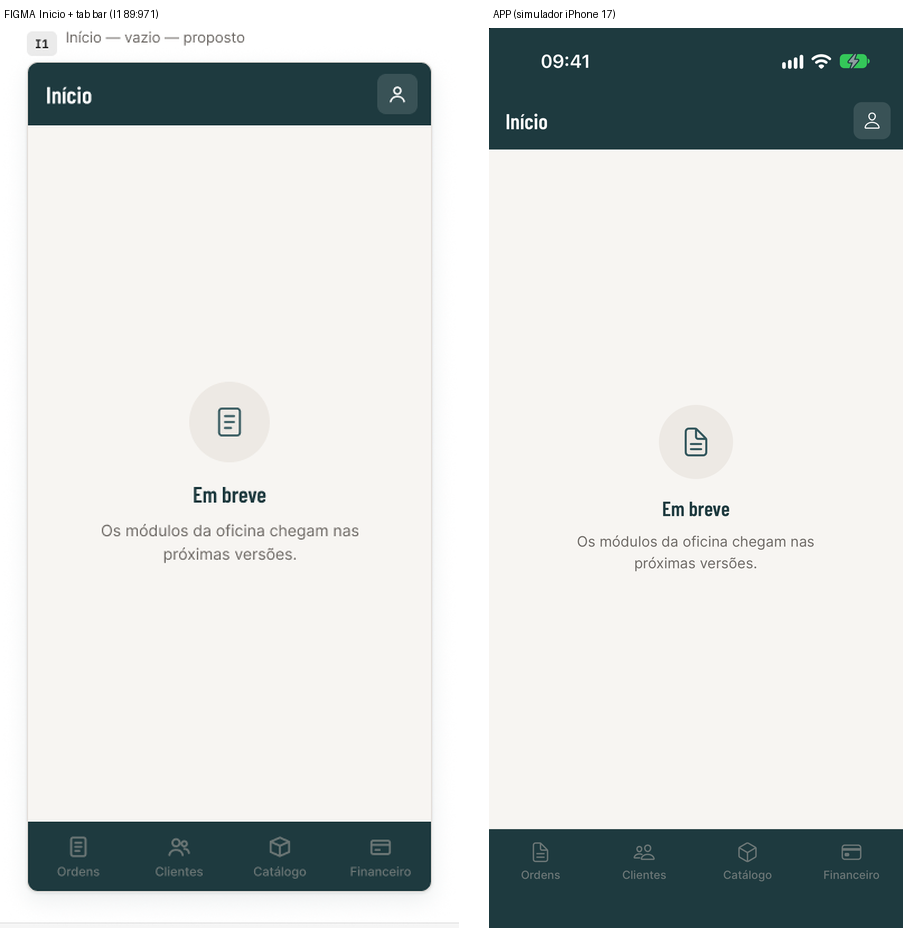 FIGMA Inicio + tab bar (I1 89:971)
I1 Início — vazio — proposto
Início
Em breve
Os módulos da oficina chegam nas
próximas versões.
Ordens Clientes Catálogo Financeiro
APP (simulador iPhone 17)
09:41
Início
Em breve
Os módulos da oficina chegam nas
próximas versões.
Ordens Clientes Catálogo Financeiro